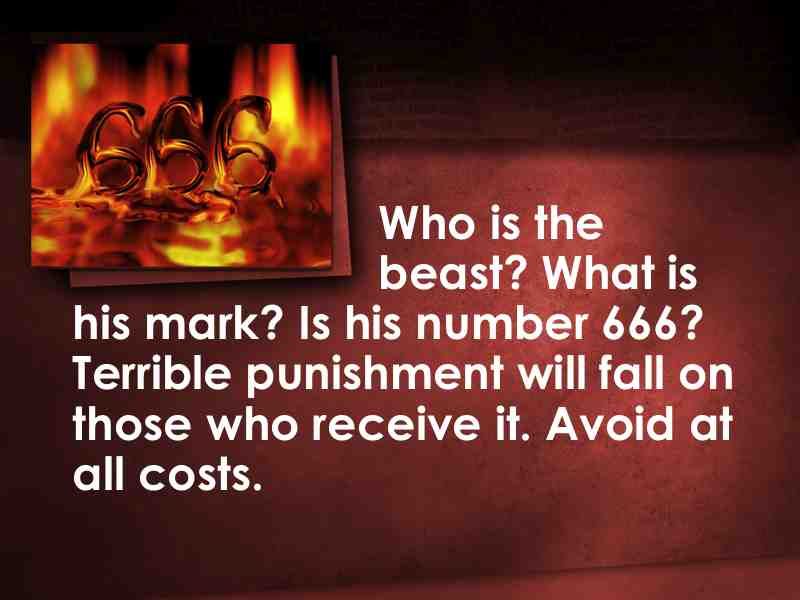 666
Who is the
beast? What is
his mark? Is his number 666?
Terrible punishment will fall on
those who receive it. Avoid at
all costs.